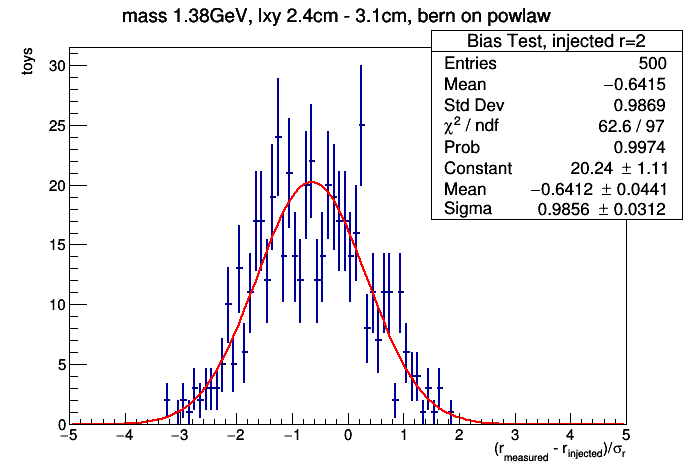 mass 1.38GeV, lxy 2.4cm - 3.1cm, bern on powlaw
toys
Bias Test, injected r=2
Entries 500
Mean −0.6415
Std Dev 0.9869
χ² / ndf 62.6 / 97
Prob 0.9974
Constant 20.24 ± 1.11
Mean −0.6412 ± 0.0441
Sigma 0.9856 ± 0.0312
30
25
20
15
10
5
0
−5 −4 −3 −2 −1 0 1 2 3 4 5
(r_measured - r_injected)/σ_r